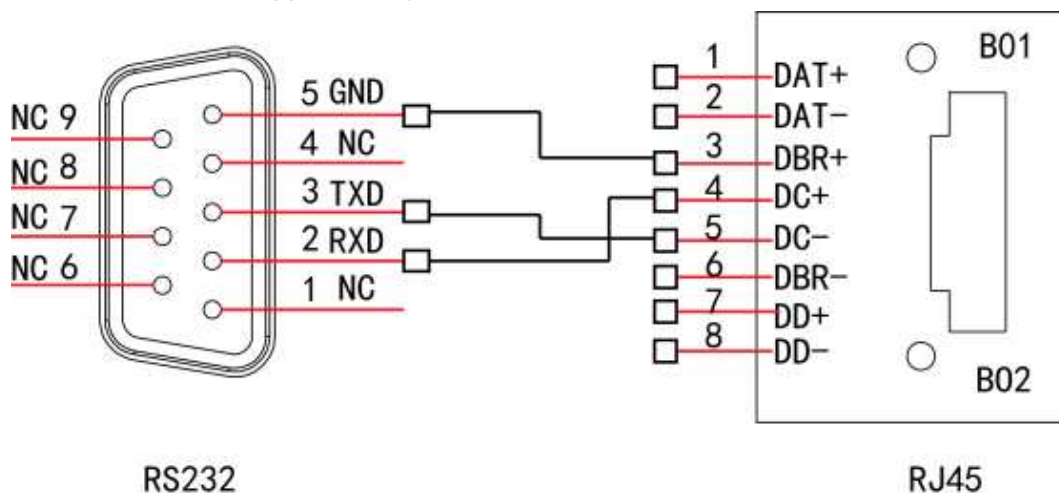 5 GND
NC 9
4 NC
NC 8
3 TXD
NC 7
2 RXD
NC 6
1 NC
RS232
1 DAT+
2 DAT-
3 DBR+
4 DC+
5 DC-
6 DBR-
7 DD+
8 DD-
B01
B02
RJ45